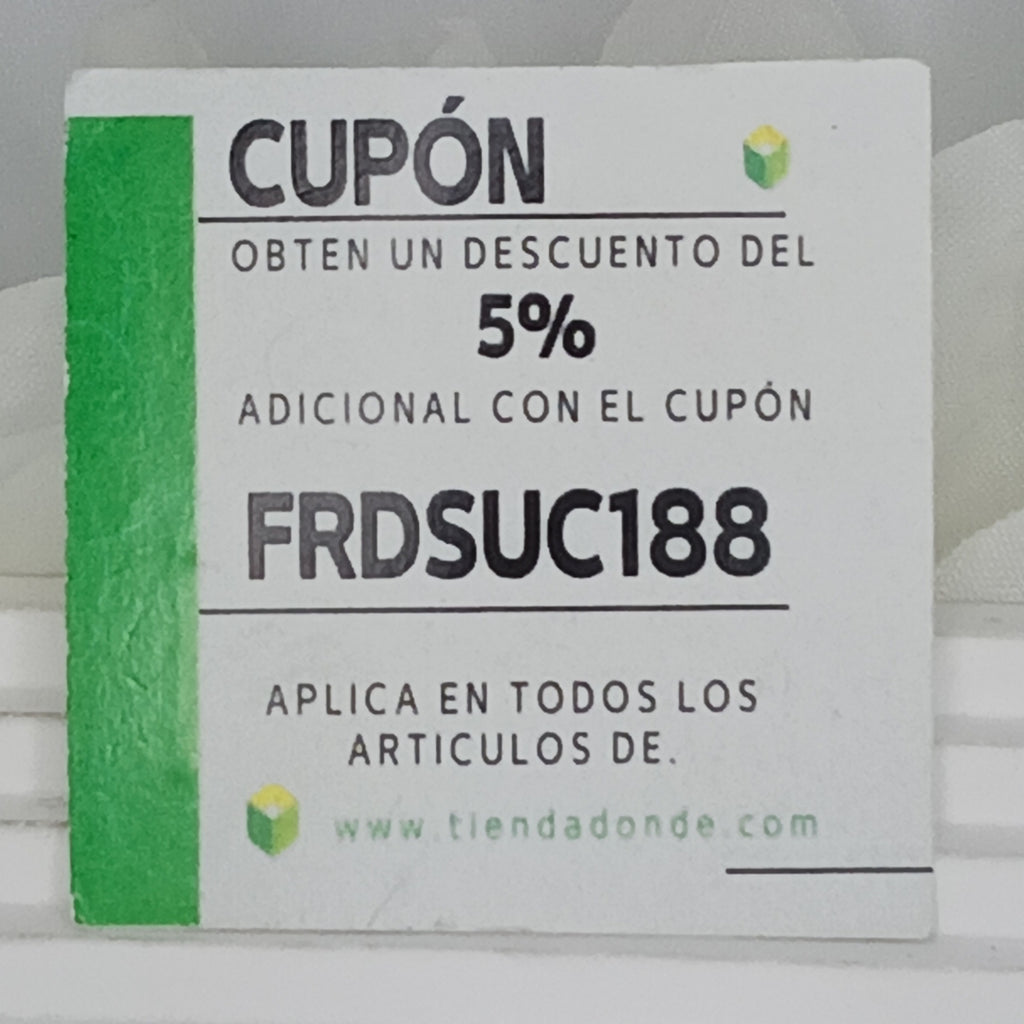 CUPÓN
OBTEN UN DESCUENTO DEL
5%
ADICIONAL CON EL CUPÓN
FRDSUC188
APLICA EN TODOS LOS
ARTICULOS DE.
www.tiendadonde.com